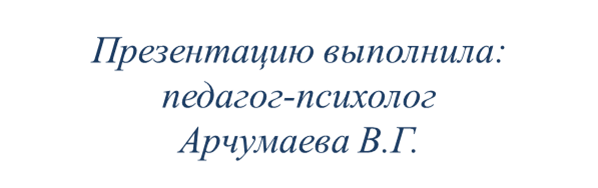 Презентацию выполнила:
педагог-психолог
Арчумаева В.Г.